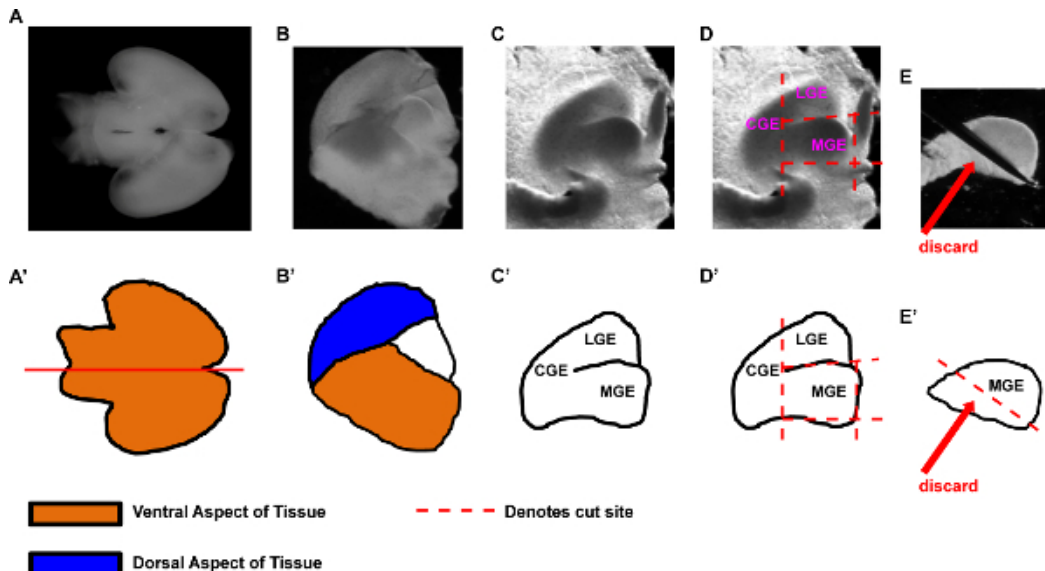 A
B
C
D
E
LGE
CGE
MGE
discard
A'
B'
C'
D'
E'
LGE
CGE
MGE
LGE
CGE
MGE
MGE
discard
Ventral Aspect of Tissue
Denotes cut site
Dorsal Aspect of Tissue